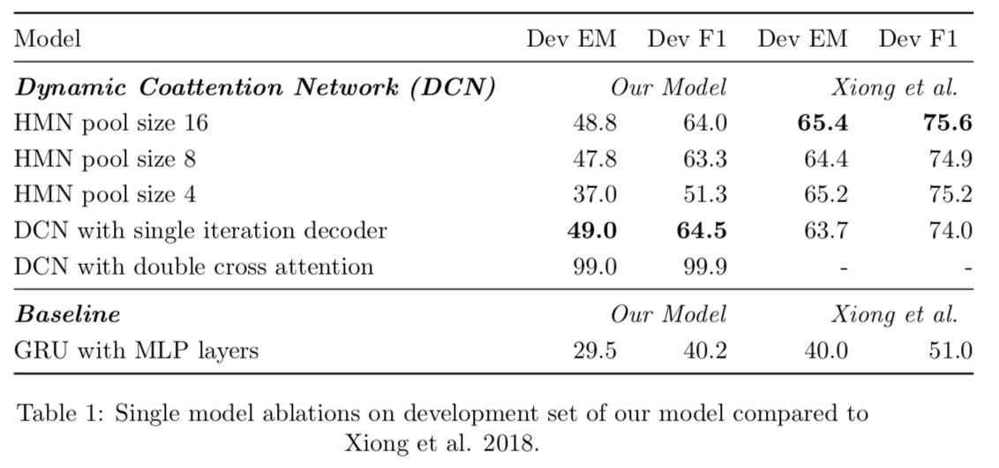 Model Dev EM Dev F1 Dev EM Dev F1
Dynamic Coattention Network (DCN) Our Model Xiong et al.
HMN pool size 16 48.8 64.0 65.4 75.6
HMN pool size 8 47.8 63.3 64.4 74.9
HMN pool size 4 37.0 51.3 65.2 75.2
DCN with single iteration decoder 49.0 64.5 63.7 74.0
DCN with double cross attention 99.0 99.9 - -
Baseline Our Model Xiong et al.
GRU with MLP layers 29.5 40.2 40.0 51.0
Table 1: Single model ablations on development set of our model compared to
Xiong et al. 2018.